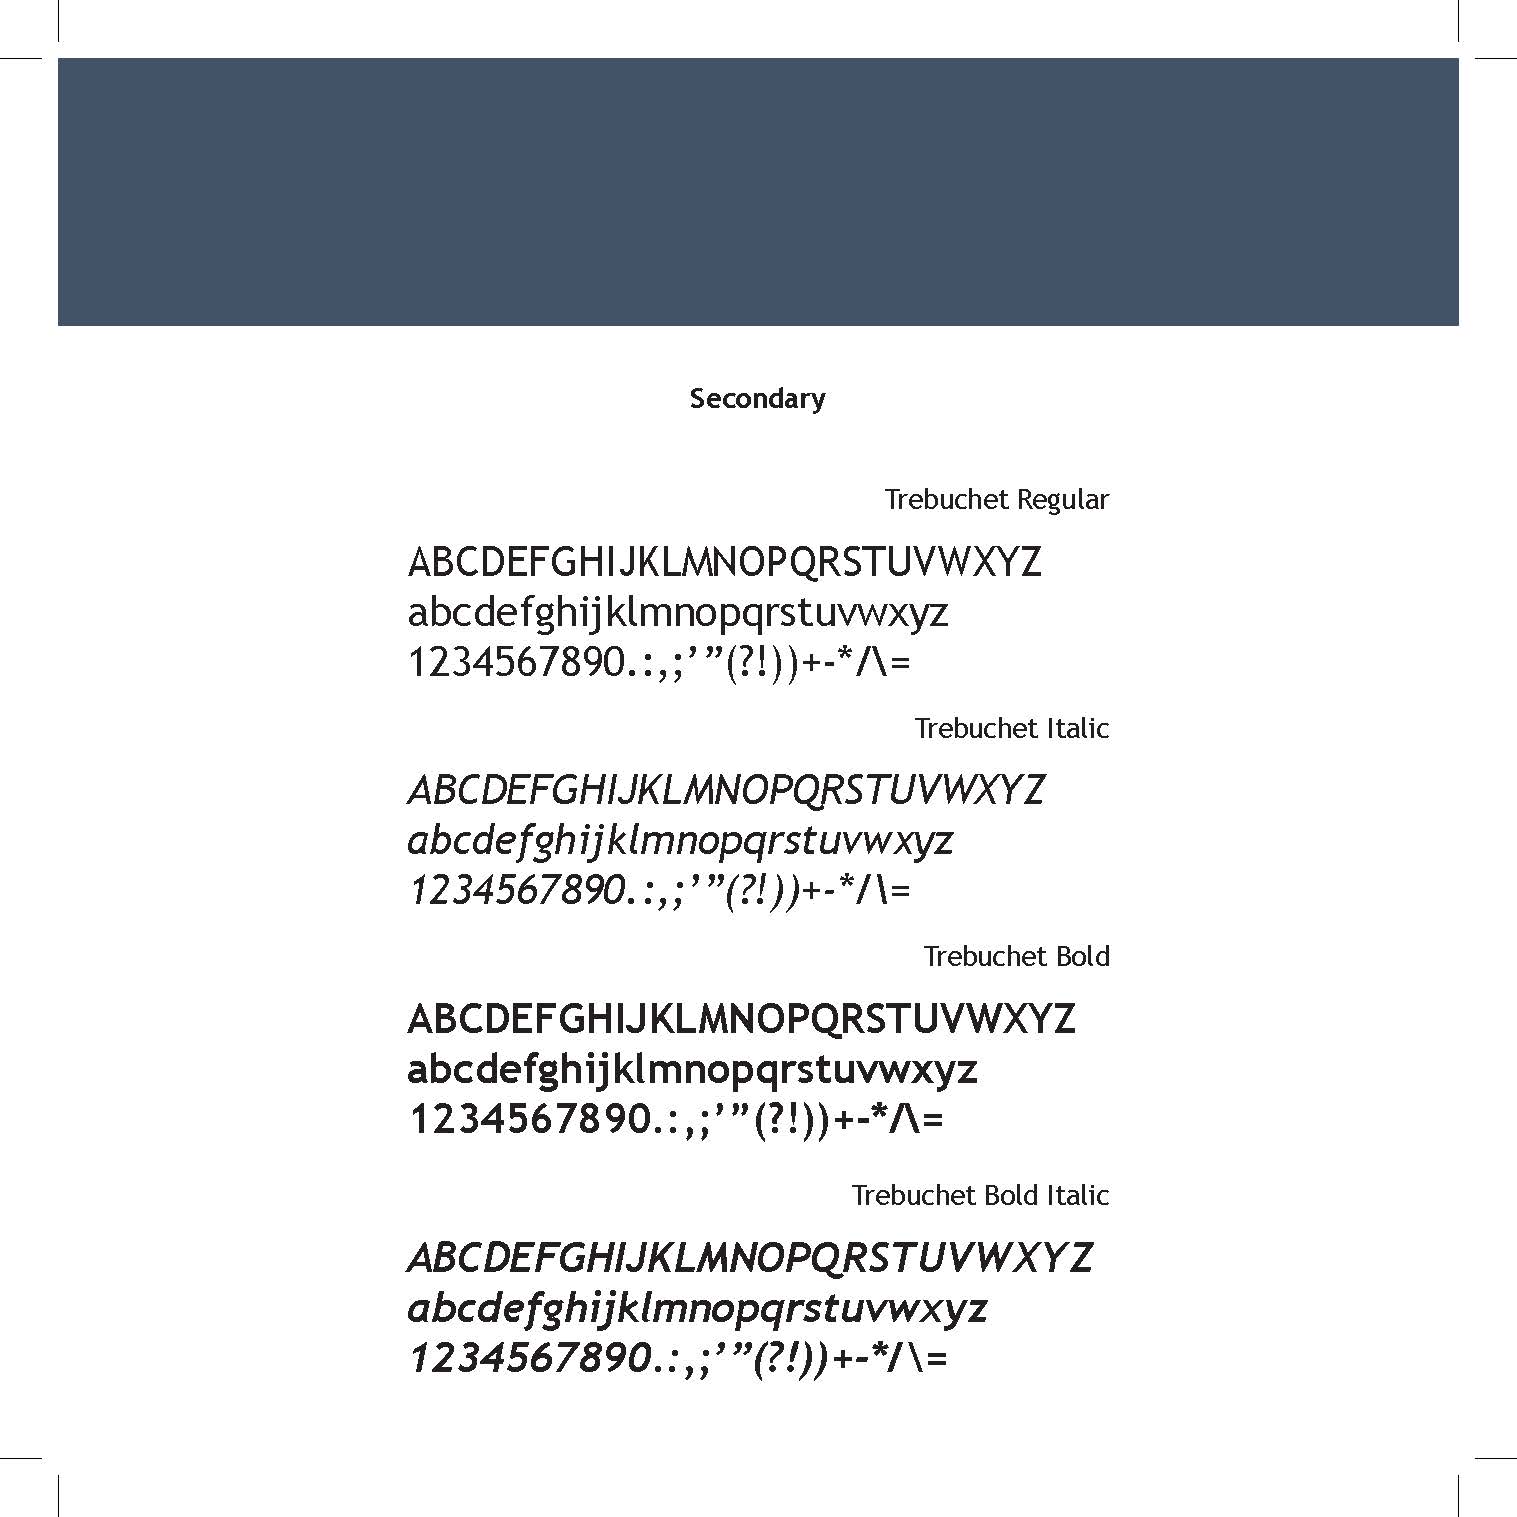 Secondary
Trebuchet Regular
ABCDEFGHIJKLMNOPQRSTUVWXYZ
abcdefghijklmnopqrstuvwxyz
1234567890.:,;’”(?!))+-*/\=
Trebuchet Italic
ABCDEFGHIJKLMNOPQRSTUVWXYZ
abcdefghijklmnopqrstuvwxyz
1234567890.:,;’”(?!))+-*/\=
Trebuchet Bold
ABCDEFGHIJKLMNOPQRSTUVWXYZ
abcdefghijklmnopqrstuvwxyz
1234567890.:,;’”(?!))+-*/\=
Trebuchet Bold Italic
ABCDEFGHIJKLMNOPQRSTUVWXYZ
abcdefghijklmnopqrstuvwxyz
1234567890.:,;’”(?!))+-*/\=